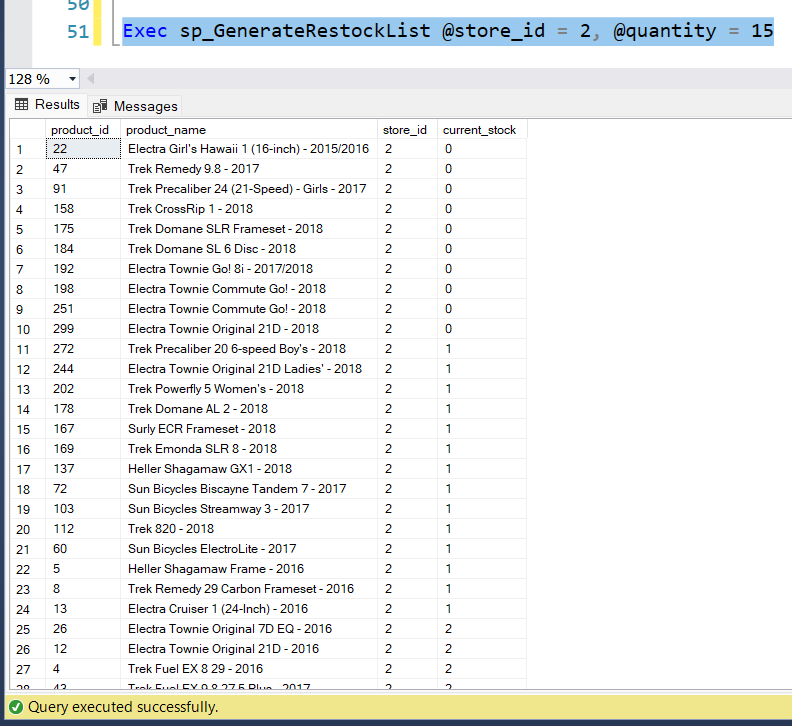 50
51 Exec sp_GenerateRestockList @store_id = 2, @quantity = 15
128 %
Results Messages
product_id product_name store_id current_stock
1 22 Electra Girl's Hawaii 1 (16-inch) - 2015/2016 2 0
2 47 Trek Remedy 9.8 - 2017 2 0
3 91 Trek Precaliber 24 (21-Speed) - Girls - 2017 2 0
4 158 Trek CrossRip 1 - 2018 2 0
5 175 Trek Domane SLR Frameset - 2018 2 0
6 184 Trek Domane SL 6 Disc - 2018 2 0
7 192 Electra Townie Go! 8i - 2017/2018 2 0
8 198 Electra Townie Commute Go! - 2018 2 0
9 251 Electra Townie Commute Go! - 2018 2 0
10 299 Electra Townie Original 21D - 2018 2 0
11 272 Trek Precaliber 20 6-speed Boy's - 2018 2 1
12 244 Electra Townie Original 21D Ladies' - 2018 2 1
13 202 Trek Powerfly 5 Women's - 2018 2 1
14 178 Trek Domane AL 2 - 2018 2 1
15 167 Surly ECR Frameset - 2018 2 1
16 169 Trek Emonda SLR 8 - 2018 2 1
17 137 Heller Shagamaw GX1 - 2018 2 1
18 72 Sun Bicycles Biscayne Tandem 7 - 2017 2 1
19 103 Sun Bicycles Streamway 3 - 2017 2 1
20 112 Trek 820 - 2018 2 1
21 60 Sun Bicycles ElectroLite - 2017 2 1
22 5 Heller Shagamaw Frame - 2016 2 1
23 8 Trek Remedy 29 Carbon Frameset - 2016 2 1
24 13 Electra Cruiser 1 (24-Inch) - 2016 2 1
25 26 Electra Townie Original 7D EQ - 2016 2 2
26 12 Electra Townie Original 21D - 2016 2 2
27 4 Trek Fuel EX 8 29 - 2016 2 2
28 43 Trek Fuel EX 9.8 27.5 Plus - 2017 2 2
Query executed successfully.